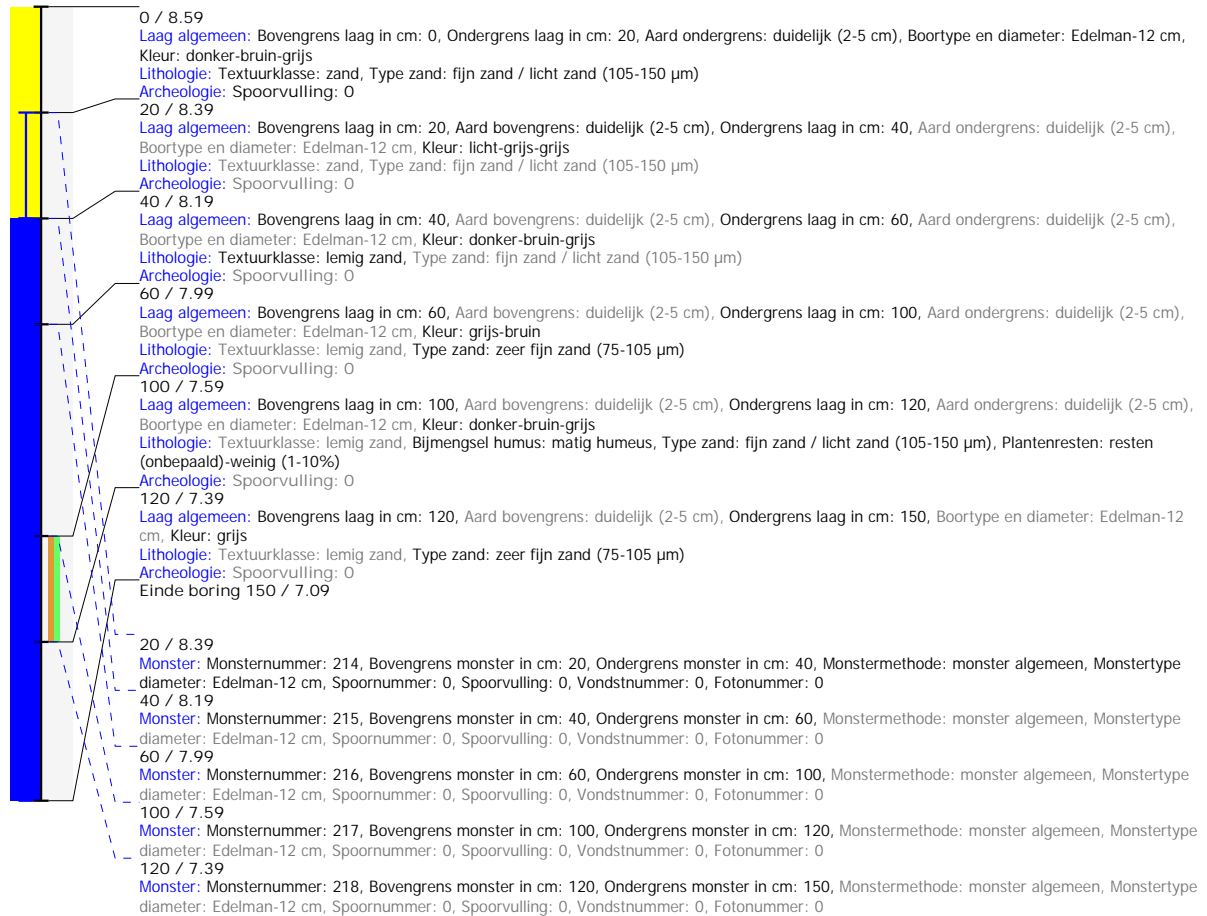 0 / 8.59
Laag algemeen: Bovengrens laag in cm: 0, Ondergrens laag in cm: 20, Aard ondergrens: duidelijk (2-5 cm), Boortype en diameter: Edelman-12 cm,
Kleur: donker-bruin-grijs
Lithologie: Textuurklasse: zand, Type zand: fijn zand / licht zand (105-150 µm)
Archeologie: Spoorvulling: 0
20 / 8.39
Laag algemeen: Bovengrens laag in cm: 20, Aard bovengrens: duidelijk (2-5 cm), Ondergrens laag in cm: 40, Aard ondergrens: duidelijk (2-5 cm),
Boortype en diameter: Edelman-12 cm, Kleur: licht-grijs-grijs
Lithologie: Textuurklasse: zand, Type zand: fijn zand / licht zand (105-150 µm)
Archeologie: Spoorvulling: 0
40 / 8.19
Laag algemeen: Bovengrens laag in cm: 40, Aard bovengrens: duidelijk (2-5 cm), Ondergrens laag in cm: 60, Aard ondergrens: duidelijk (2-5 cm),
Boortype en diameter: Edelman-12 cm, Kleur: donker-bruin-grijs
Lithologie: Textuurklasse: lemig zand, Type zand: fijn zand / licht zand (105-150 µm)
Archeologie: Spoorvulling: 0
60 / 7.99
Laag algemeen: Bovengrens laag in cm: 60, Aard bovengrens: duidelijk (2-5 cm), Ondergrens laag in cm: 100, Aard ondergrens: duidelijk (2-5 cm),
Boortype en diameter: Edelman-12 cm, Kleur: grijs-bruin
Lithologie: Textuurklasse: lemig zand, Type zand: zeer fijn zand (75-105 µm)
Archeologie: Spoorvulling: 0
100 / 7.59
Laag algemeen: Bovengrens laag in cm: 100, Aard bovengrens: duidelijk (2-5 cm), Ondergrens laag in cm: 120, Aard ondergrens: duidelijk (2-5 cm),
Boortype en diameter: Edelman-12 cm, Kleur: donker-bruin-grijs
Lithologie: Textuurklasse: lemig zand, Bijmengsel humus: matig humeus, Type zand: fijn zand / licht zand (105-150 µm), Plantenresten: resten
(onbepaald)-weinig (1-10%)
Archeologie: Spoorvulling: 0
120 / 7.39
Laag algemeen: Bovengrens laag in cm: 120, Aard bovengrens: duidelijk (2-5 cm), Ondergrens laag in cm: 150, Boortype en diameter: Edelman-12
cm, Kleur: grijs
Lithologie: Textuurklasse: lemig zand, Type zand: zeer fijn zand (75-105 µm)
Archeologie: Spoorvulling: 0
Einde boring 150 / 7.09
20 / 8.39
Monster: Monsternummer: 214, Bovengrens monster in cm: 20, Ondergrens monster in cm: 40, Monstermethode: monster algemeen, Monstertype
diameter: Edelman-12 cm, Spoornummer: 0, Spoorvulling: 0, Vondstnummer: 0, Fotonummer: 0
40 / 8.19
Monster: Monsternummer: 215, Bovengrens monster in cm: 40, Ondergrens monster in cm: 60, Monstermethode: monster algemeen, Monstertype
diameter: Edelman-12 cm, Spoornummer: 0, Spoorvulling: 0, Vondstnummer: 0, Fotonummer: 0
60 / 7.99
Monster: Monsternummer: 216, Bovengrens monster in cm: 60, Ondergrens monster in cm: 100, Monstermethode: monster algemeen, Monstertype
diameter: Edelman-12 cm, Spoornummer: 0, Spoorvulling: 0, Vondstnummer: 0, Fotonummer: 0
100 / 7.59
Monster: Monsternummer: 217, Bovengrens monster in cm: 100, Ondergrens monster in cm: 120, Monstermethode: monster algemeen, Monstertype
diameter: Edelman-12 cm, Spoornummer: 0, Spoorvulling: 0, Vondstnummer: 0, Fotonummer: 0
120 / 7.39
Monster: Monsternummer: 218, Bovengrens monster in cm: 120, Ondergrens monster in cm: 150, Monstermethode: monster algemeen, Monstertype
diameter: Edelman-12 cm, Spoornummer: 0, Spoorvulling: 0, Vondstnummer: 0, Fotonummer: 0